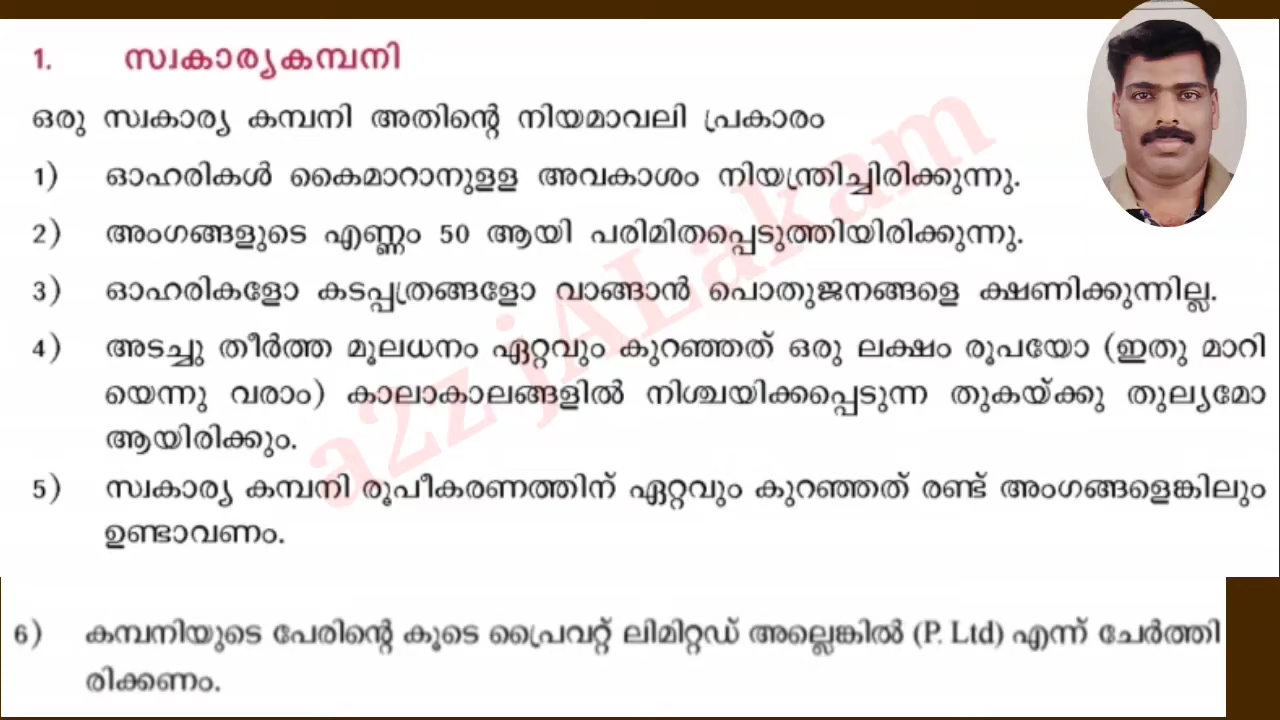 1. സ്വകാര്യകമ്പനി
ഒരു സ്വകാര്യ കമ്പനി അതിന്റെ നിയമാവലി പ്രകാരം
1) ഓഹരികൾ കൈമാറാനുളള അവകാശം നിയന്ത്രിച്ചിരിക്കുന്നു.
2) അംഗങ്ങളുടെ എണ്ണം 50 ആയി പരിമിതപ്പെടുത്തിയിരിക്കുന്നു.
3) ഓഹരികളോ കടപ്പത്രങ്ങളോ വാങ്ങാൻ പൊതുജനങ്ങളെ ക്ഷണിക്കുന്നില്ല.
4) അടച്ചു തീർത്ത മൂലധനം ഏറ്റവും കുറഞ്ഞത് ഒരു ലക്ഷം രൂപയോ (ഇതു മാറി
യെന്നു വരാം) കാലാകാലങ്ങളിൽ നിശ്ചയിക്കപ്പെടുന്ന തുകയ്ക്കു തുല്യമോ
ആയിരിക്കും.
5) സ്വകാര്യ കമ്പനി രൂപീകരണത്തിന് ഏറ്റവും കുറഞ്ഞത് രണ്ട് അംഗങ്ങളെങ്കിലും
ഉണ്ടാവണം.
6) കമ്പനിയുടെ പേരിന്റെ കൂടെ പ്രൈവറ്റ് ലിമിറ്റഡ് അല്ലെങ്കിൽ (P. Ltd) എന്ന് ചേർത്തി
രിക്കണം.
a2z jALakam